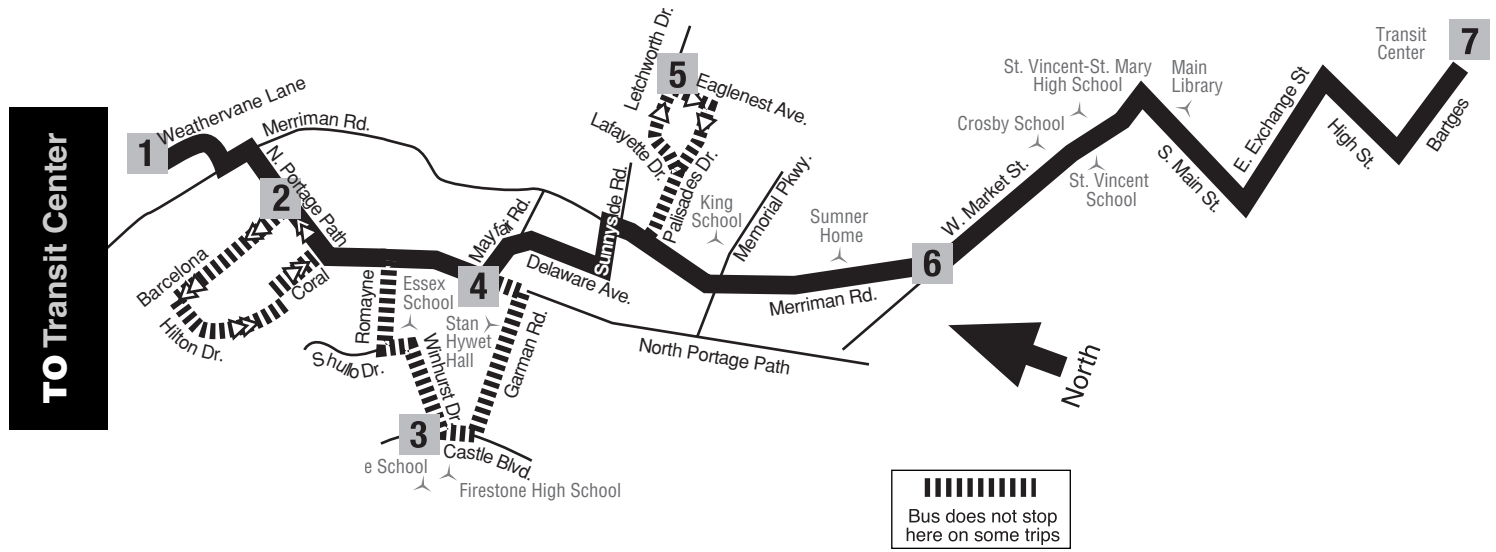 TO Transit Center
1
Weathervane Lane
Merriman Rd.
N. Portage Path
2
Barcelona
Hilton Dr.
Coral
Romayne
Shullo Dr.
Essex
School
Winhurst Dr.
3
e School
Firestone High School
Castle Blvd.
Garman Rd.
Stan
Hywet
Hall
4
Mayfair Rd.
Delaware Ave.
Sunnyside Rd.
North Portage Path
5
Letchworth Dr.
Eaglenest Ave.
Lafayette Dr.
Palisades Dr.
King
School
Memorial Pkwy.
Sumner
Home
Merriman Rd.
6
W. Market St.
Crosby School
St. Vincent-St. Mary
High School
St. Vincent
School
Main
Library
S. Main St.
E. Exchange St
High St.
Bartges
Transit
Center
7
North
Bus does not stop
here on some trips